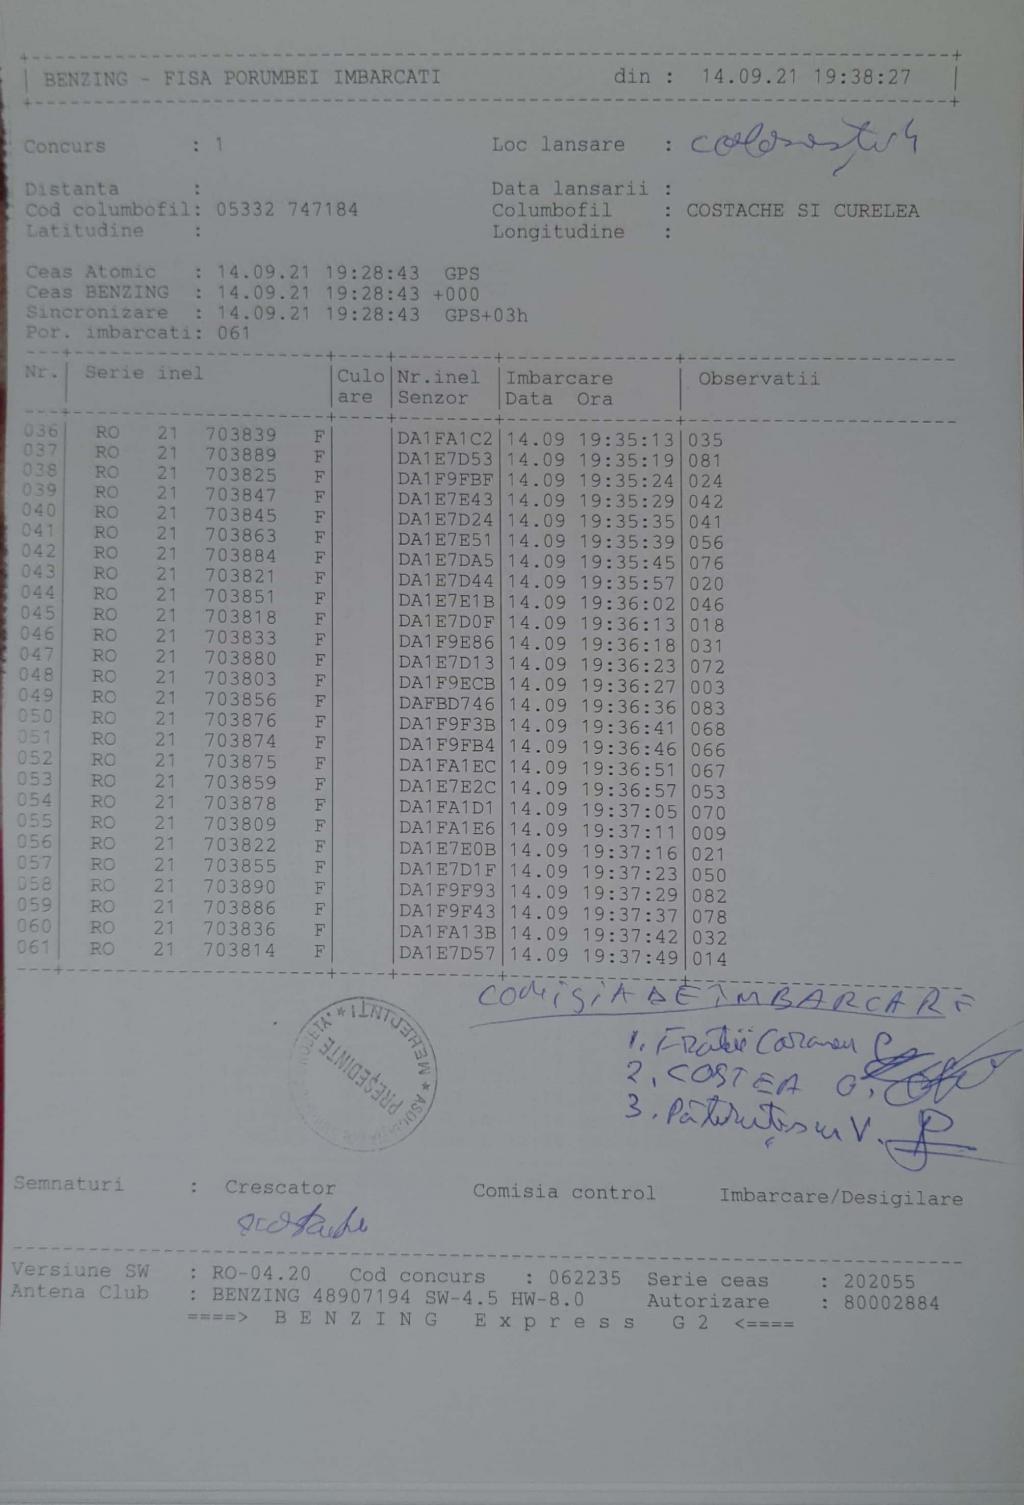 BENZING - FISA PORUMBEI IMBARCATI din : 14.09.21 19:38:27
Concurs : 1 Loc lansare :
Distanta : Data lansarii :
Cod columbofil: 05332 747184 Columbofil : COSTACHE SI CURELEA
Latitudine : Longitudine :
Ceas Atomic : 14.09.21 19:28:43 GPS
Ceas BENZING : 14.09.21 19:28:43 +000
Sincronizare : 14.09.21 19:28:43 GPS+03h
Por. imbarcati: 061
Nr. Serie inel Culo Nr.inel Imbarcare Observatii
are Senzor Data Ora
036 RO 21 703839 F DA1FA1C2 14.09 19:35:13 035
037 RO 21 703889 F DA1E7D53 14.09 19:35:19 081
038 RO 21 703825 F DA1F9FBF 14.09 19:35:24 024
039 RO 21 703847 F DA1E7E43 14.09 19:35:29 042
040 RO 21 703845 F DA1E7D24 14.09 19:35:35 041
041 RO 21 703863 F DA1E7E51 14.09 19:35:39 056
042 RO 21 703884 F DA1E7DA5 14.09 19:35:45 076
043 RO 21 703821 F DA1E7D44 14.09 19:35:57 020
044 RO 21 703851 F DA1E7E1B 14.09 19:36:02 046
045 RO 21 703818 F DA1E7D0F 14.09 19:36:13 018
046 RO 21 703833 F DA1F9E86 14.09 19:36:18 031
047 RO 21 703880 F DA1E7D13 14.09 19:36:23 072
048 RO 21 703803 F DA1F9ECB 14.09 19:36:27 003
049 RO 21 703856 F DAFBD746 14.09 19:36:36 083
050 RO 21 703876 F DA1F9F3B 14.09 19:36:41 068
051 RO 21 703874 F DA1F9FB4 14.09 19:36:46 066
052 RO 21 703875 F DA1FA1EC 14.09 19:36:51 067
053 RO 21 703859 F DA1E7E2C 14.09 19:36:57 053
054 RO 21 703878 F DA1FA1D1 14.09 19:37:05 070
055 RO 21 703809 F DA1FA1E6 14.09 19:37:11 009
056 RO 21 703822 F DA1E7E0B 14.09 19:37:16 021
057 RO 21 703855 F DA1E7D1F 14.09 19:37:23 050
058 RO 21 703890 F DA1F9F93 14.09 19:37:29 082
059 RO 21 703886 F DA1F9F43 14.09 19:37:37 078
060 RO 21 703836 F DA1FA13B 14.09 19:37:42 032
061 RO 21 703814 F DA1E7D57 14.09 19:37:49 014
COMISIA DE IMBARCARE
1.
2. COSTEA G.
3. V.
MEHEDINTI
PREȘEDINTE
Semnaturi : Crescator Comisia control Imbarcare/Desigilare
Versiune SW : RO-04.20 Cod concurs : 062235 Serie ceas : 202055
Antena Club : BENZING 48907194 SW-4.5 HW-8.0 Autorizare : 80002884
====> B E N Z I N G E x p r e s s G 2 <====